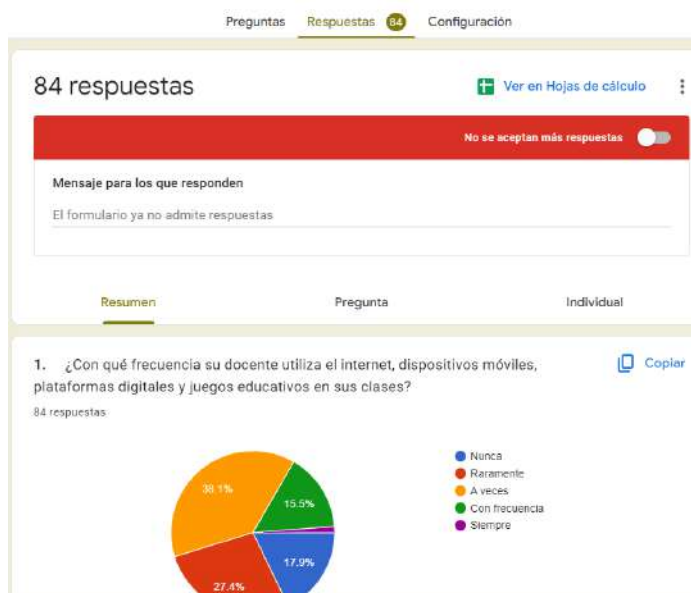 Preguntas Respuestas 84 Configuración
84 respuestas
Ver en Hojas de cálculo
No se aceptan más respuestas
Mensaje para los que responden
El formulario ya no admite respuestas
Resumen Pregunta Individual
1. ¿Con qué frecuencia su docente utiliza el internet, dispositivos móviles,
plataformas digitales y juegos educativos en sus clases?
Copiar
84 respuestas
38.1%
15.5%
17.9%
27.4%
Nunca
Raramente
A veces
Con frecuencia
Siempre